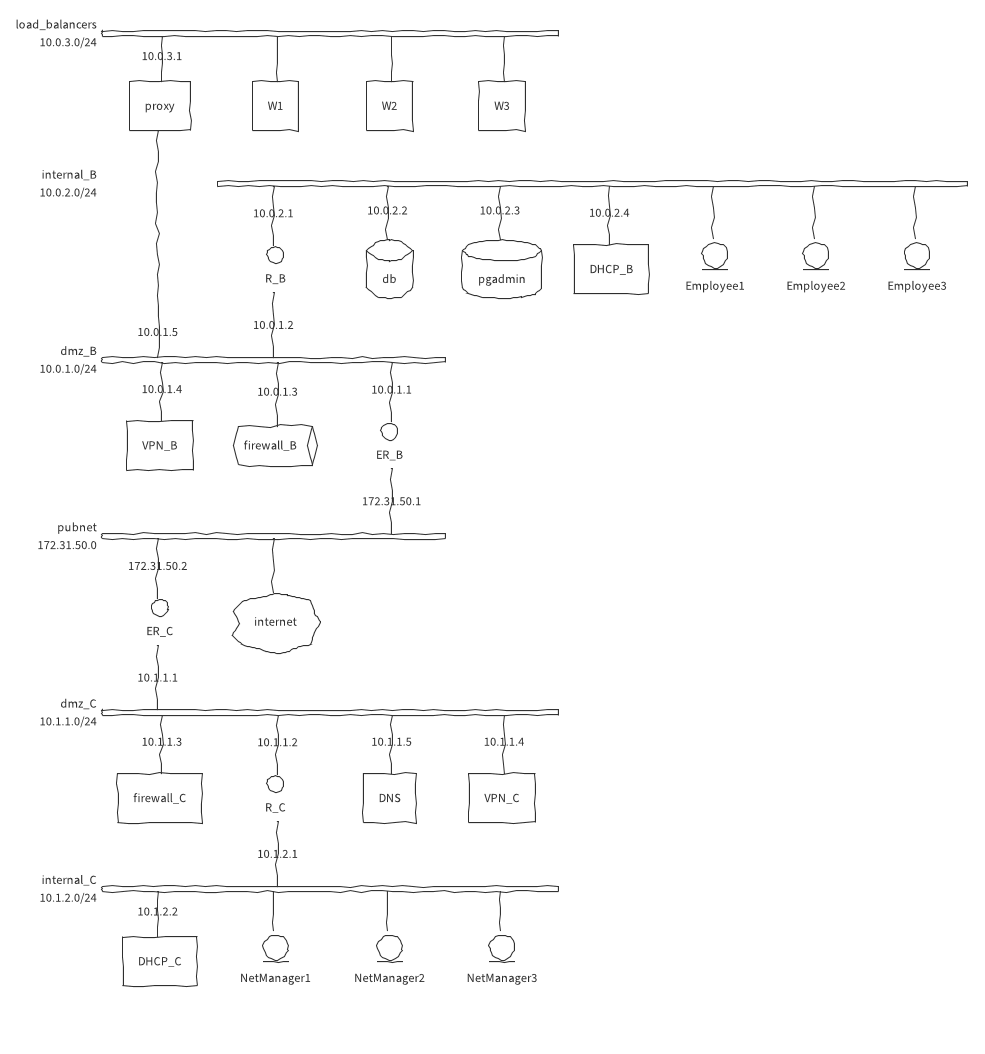 load_balancers
10.0.3.0/24
10.0.3.1
proxy
W1
W2
W3
internal_B
10.0.2.0/24
10.0.2.1
10.0.2.2
10.0.2.3
10.0.2.4
R_B
db
pgadmin
DHCP_B
Employee1
Employee2
Employee3
10.0.1.5
10.0.1.2
dmz_B
10.0.1.0/24
10.0.1.4
10.0.1.3
10.0.1.1
VPN_B
firewall_B
ER_B
172.31.50.1
pubnet
172.31.50.0
172.31.50.2
ER_C
internet
10.1.1.1
dmz_C
10.1.1.0/24
10.1.1.3
10.1.1.2
10.1.1.5
10.1.1.4
firewall_C
R_C
DNS
VPN_C
10.1.2.1
internal_C
10.1.2.0/24
10.1.2.2
DHCP_C
NetManager1
NetManager2
NetManager3